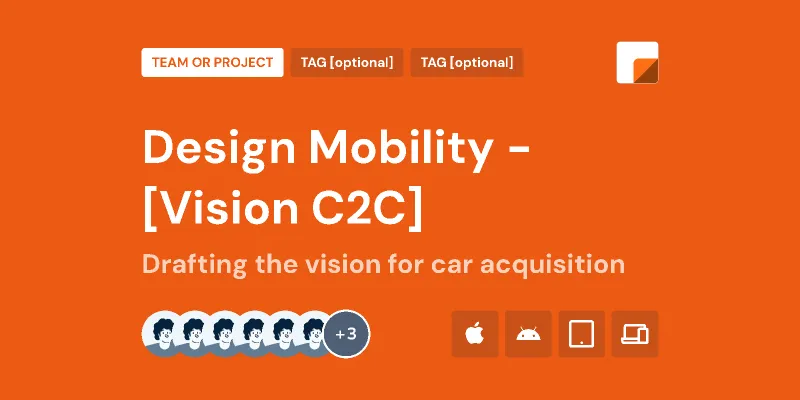 TEAM OR PROJECT TAG [optional] TAG [optional]
Design Mobility -
[Vision C2C]
Drafting the vision for car acquisition
+3